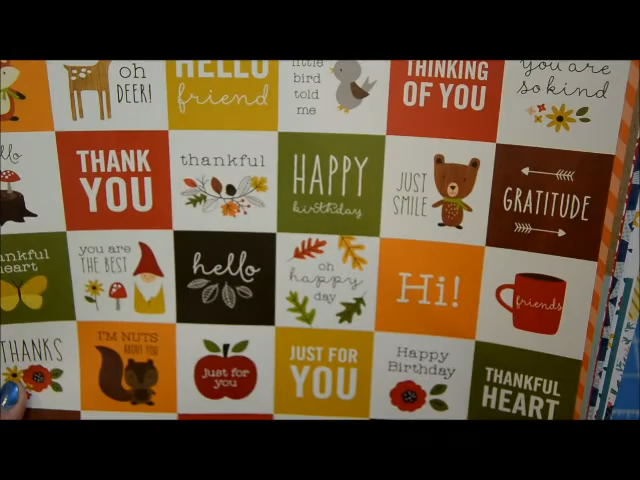 oh
DEER!
HELLO
friend
little
bird
told
me
THINKING
OF YOU
you are
so kind
THANK
YOU
thankful
HAPPY
birthday
JUST
SMILE
GRATITUDE
heart
you are
THE BEST
hello
oh
happy
day
Hi!
friends
THANKS
I'M NUTS
ABOUT YOU
just for
you
JUST FOR
YOU
Happy
Birthday
THANKFUL
HEART